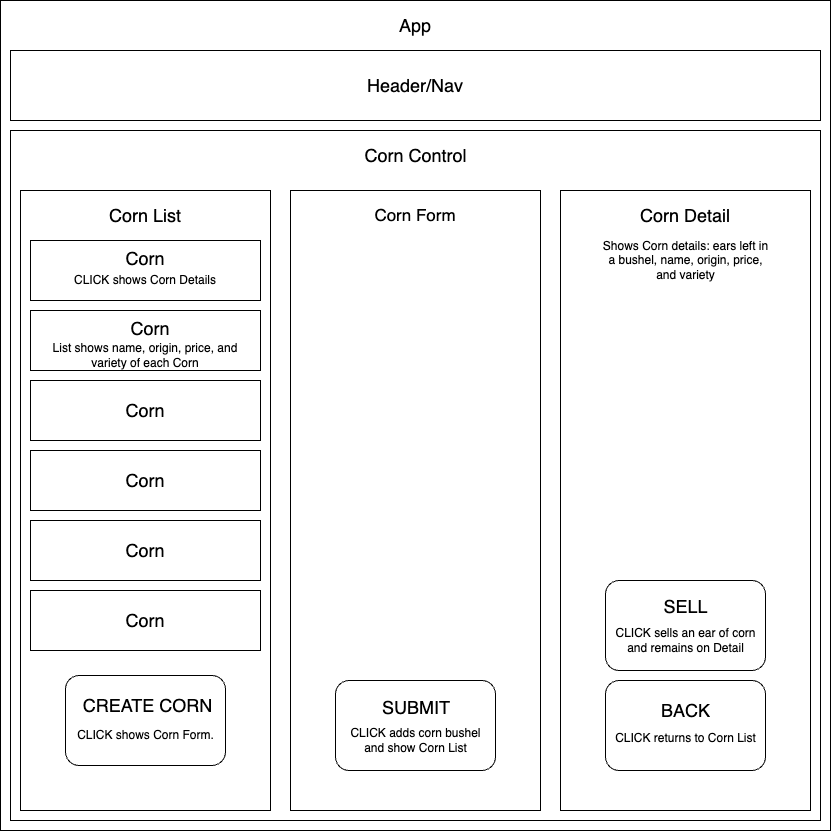 App
Header/Nav
Corn Control
Corn List
Corn
CLICK shows Corn Details
Corn
List shows name, origin, price, and
variety of each Corn
Corn
Corn
Corn
Corn
CREATE CORN
CLICK shows Corn Form.
Corn Form
SUBMIT
CLICK adds corn bushel
and show Corn List
Corn Detail
Shows Corn details: ears left in
a bushel, name, origin, price,
and variety
SELL
CLICK sells an ear of corn
and remains on Detail
BACK
CLICK returns to Corn List